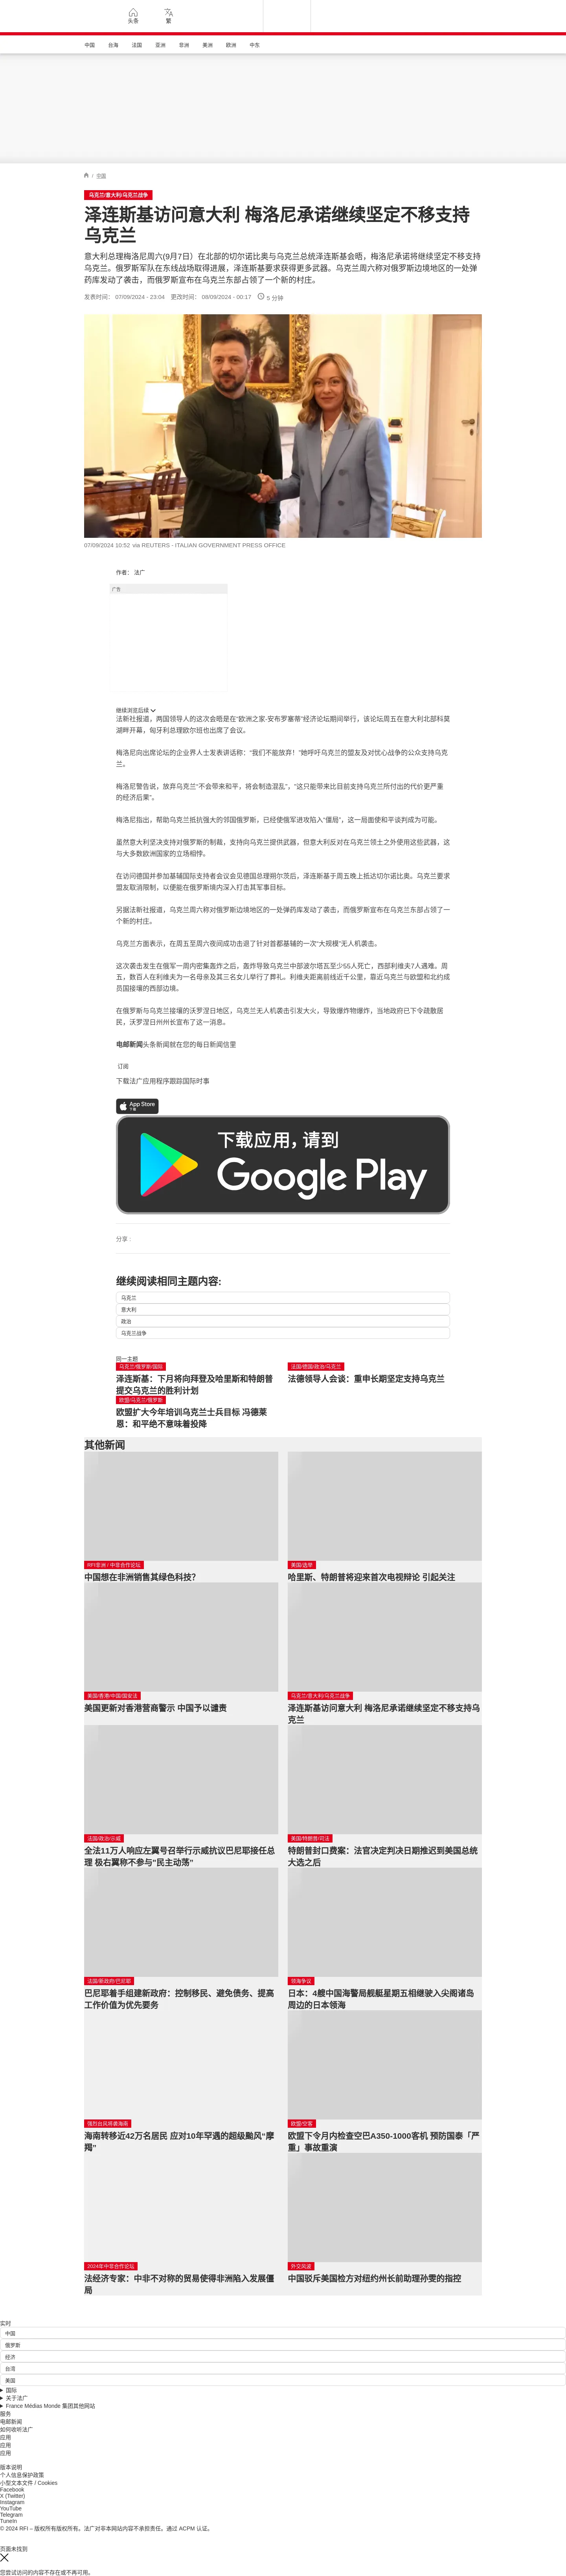 头条
繁
中国
台海
法国
亚洲
非洲
美洲
欧洲
中东
/ 中国
乌克兰/意大利/乌克兰战争
泽连斯基访问意大利 梅洛尼承诺继续坚定不移支持
乌克兰
意大利总理梅洛尼周六(9月7日）在北部的切尔诺比奥与乌克兰总统泽连斯基会晤，梅洛尼承诺将继续坚定不移支持
乌克兰。俄罗斯军队在东线战场取得进展，泽连斯基要求获得更多武器。乌克兰周六称对俄罗斯边境地区的一处弹
药库发动了袭击，而俄罗斯宣布在乌克兰东部占领了一个新的村庄。
发表时间： 07/09/2024 - 23:04 更改时间： 08/09/2024 - 00:17 5 分钟
07/09/2024 10:52 via REUTERS - ITALIAN GOVERNMENT PRESS OFFICE
作者： 法广
广告
继续浏览后续
法新社报道，两国领导人的这次会晤是在“欧洲之家-安布罗塞蒂”经济论坛期间举行，该论坛周五在意大利北部科莫
湖畔开幕，匈牙利总理欧尔班也出席了会议。
梅洛尼向出席论坛的企业界人士发表讲话称：“我们不能放弃！”她呼吁乌克兰的盟友及对忧心战争的公众支持乌克
兰。
梅洛尼警告说，放弃乌克兰“不会带来和平，将会制造混乱”，“这只能带来比目前支持乌克兰所付出的代价更严重
的经济后果”。
梅洛尼指出，帮助乌克兰抵抗强大的邻国俄罗斯，已经使俄军进攻陷入“僵局”，这一局面使和平谈判成为可能。
虽然意大利坚决支持对俄罗斯的制裁，支持向乌克兰提供武器，但意大利反对在乌克兰领土之外使用这些武器，这
与大多数欧洲国家的立场相悖。
在访问德国并参加基辅国际支持者会议会见德国总理朔尔茨后，泽连斯基于周五晚上抵达切尔诺比奥。乌克兰要求
盟友取消限制，以便能在俄罗斯境内深入打击其军事目标。
另据法新社报道，乌克兰周六称对俄罗斯边境地区的一处弹药库发动了袭击，而俄罗斯宣布在乌克兰东部占领了一
个新的村庄。
乌克兰方面表示，在周五至周六夜间成功击退了针对首都基辅的一次“大规模”无人机袭击。
这次袭击发生在俄军一周内密集轰炸之后，轰炸导致乌克兰中部波尔塔瓦至少55人死亡，西部利维夫7人遇难。周
五，数百人在利维夫为一名母亲及其三名女儿举行了葬礼。利维夫距离前线近千公里，靠近乌克兰与欧盟和北约成
员国接壤的西部边境。
在俄罗斯与乌克兰接壤的沃罗涅日地区，乌克兰无人机袭击引发大火，导致爆炸物爆炸，当地政府已下令疏散居
民，沃罗涅日州州长宣布了这一消息。
电邮新闻头条新闻就在您的每日新闻信里
订阅
下载法广应用程序跟踪国际时事
App Store
下载
下载应用，请到
Google Play
分享 :
继续阅读相同主题内容:
乌克兰
意大利
政治
乌克兰战争
同一主题
乌克兰/俄罗斯/国际
泽连斯基：下月将向拜登及哈里斯和特朗普
提交乌克兰的胜利计划
法国/德国/政治/乌克兰
法德领导人会谈：重申长期坚定支持乌克兰
欧盟/乌克兰/俄罗斯
欧盟扩大今年培训乌克兰士兵目标 冯德莱
恩：和平绝不意味着投降
其他新闻
RFI非洲 / 中非合作论坛
中国想在非洲销售其绿色科技?
美国/选举
哈里斯、特朗普将迎来首次电视辩论 引起关注
美国/香港/中国/国安法
美国更新对香港营商警示 中国予以谴责
乌克兰/意大利/乌克兰战争
泽连斯基访问意大利 梅洛尼承诺继续坚定不移支持乌
克兰
法国/政治/示威
全法11万人响应左翼号召举行示威抗议巴尼耶接任总
理 极右翼称不参与"民主动荡"
美国/特朗普/司法
特朗普封口费案：法官决定判决日期推迟到美国总统
大选之后
法国/新政府/巴尼耶
巴尼耶着手组建新政府：控制移民、避免债务、提高
工作价值为优先要务
领海争议
日本：4艘中国海警局舰艇星期五相继驶入尖阁诸岛
周边的日本领海
强烈台风将袭海南
海南转移近42万名居民 应对10年罕遇的超级颱风“摩
羯”
欧盟/空客
欧盟下令月内检查空巴A350-1000客机 预防国泰「严
重」事故重演
2024年中非合作论坛
法经济专家：中非不对称的贸易使得非洲陷入发展僵
局
外交风波
中国驳斥美国检方对纽约州长前助理孙雯的指控
实时
中国
俄罗斯
经济
台湾
美国
国际
关于法广
France Médias Monde 集团其他网站
服务
电邮新闻
如何收听法广
应用
应用
应用
版本说明
个人信息保护政策
小型文本文件 / Cookies
Facebook
X (Twitter)
Instagram
YouTube
Telegram
TuneIn
© 2024 RFI – 版权所有版权所有。法广对非本网站内容不承担责任。通过 ACPM 认证。
页面未找到
您尝试访问的内容不存在或不再可用。